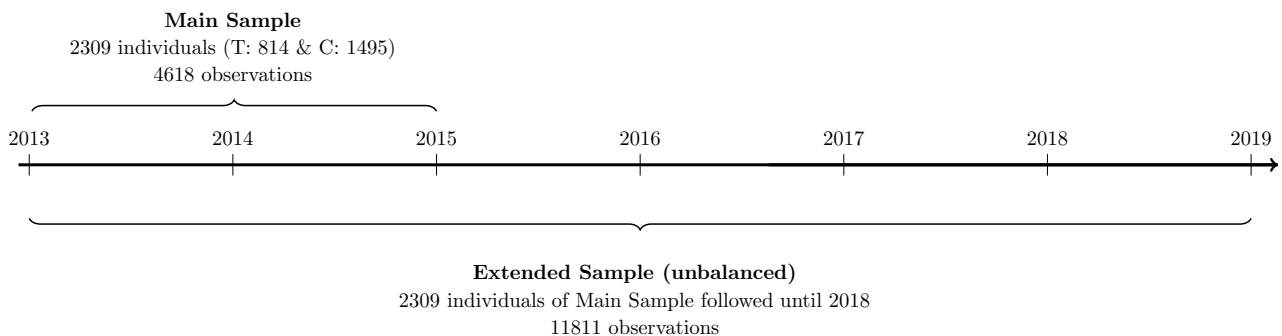 Main Sample
2309 individuals (T: 814 & C: 1495)
4618 observations
2013 2014 2015 2016 2017 2018 2019
Extended Sample (unbalanced)
2309 individuals of Main Sample followed until 2018
11811 observations